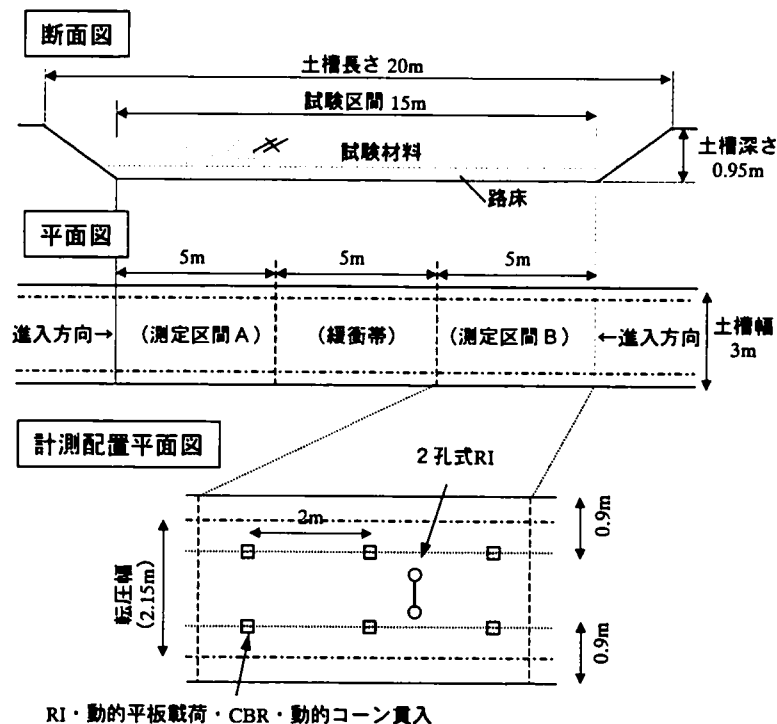 断面図
土槽長さ 20m
試験区間 15m
試験材料
土槽深さ
0.95m
路床
平面図
5m
5m
5m
進入方向→
(測定区間A)
(緩衝帯)
(測定区間B)
←進入方向
土槽幅
3m
計測配置平面図
2孔式RI
2m
0.9m
転圧幅
(2.15m)
0.9m
RI・動的平板載荷・CBR・動的コーン貫入